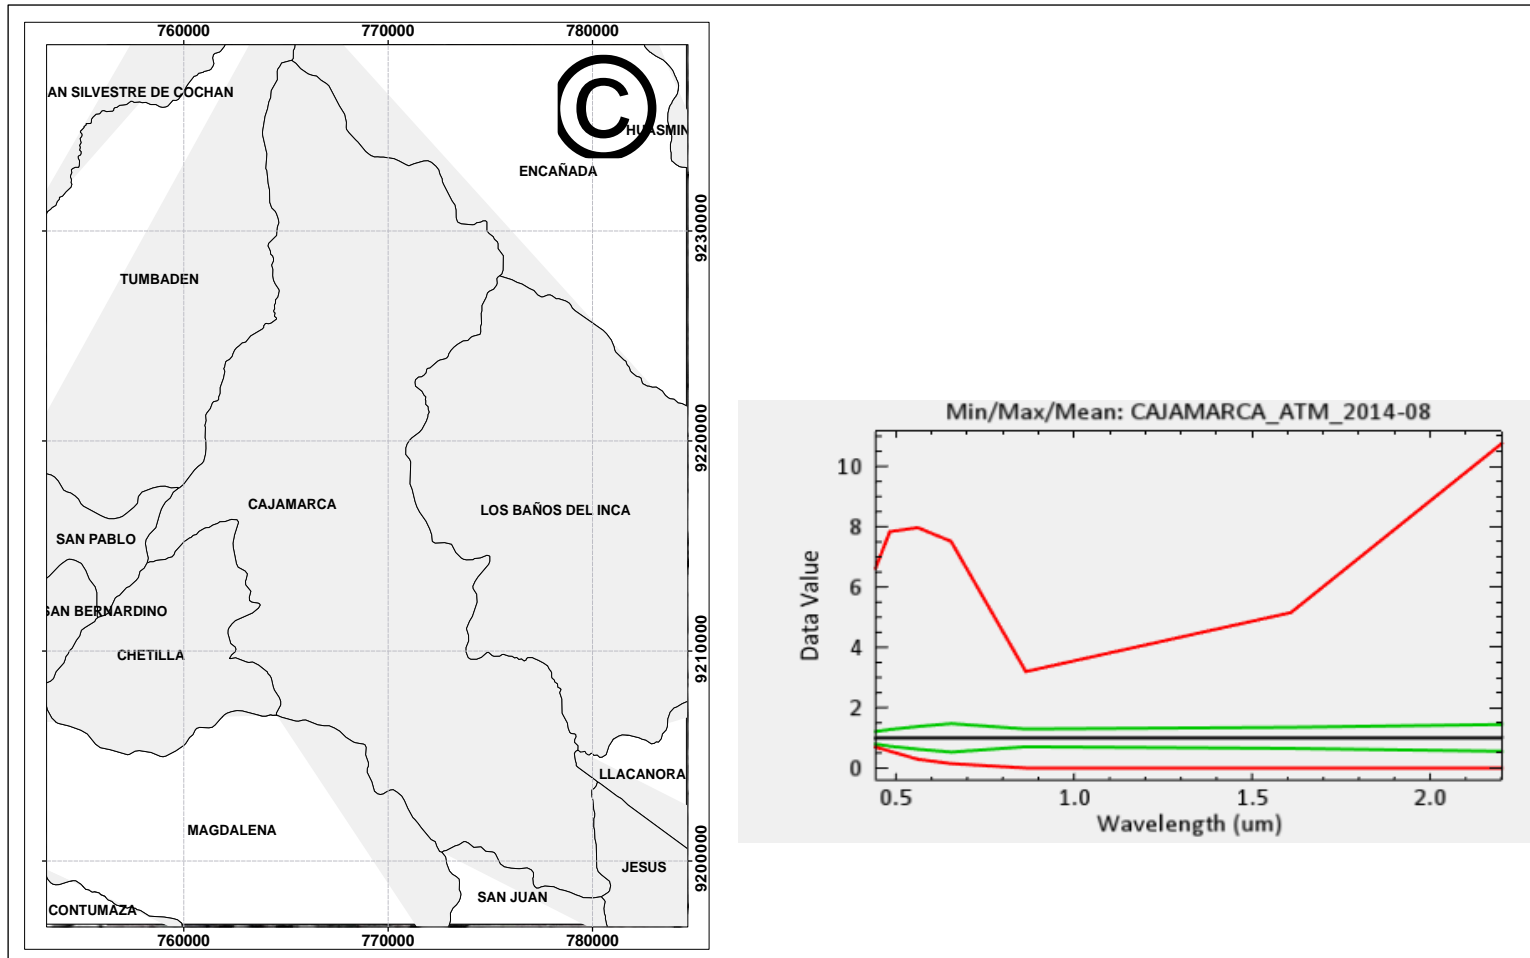 760000 770000 780000
©
AN SILVESTRE DE COCHAN
HUASMIN
ENCAÑADA
9230000
TUMBADEN
9220000
CAJAMARCA
LOS BAÑOS DEL INCA
SAN PABLO
SAN BERNARDINO
CHETILLA
9210000
LLACANORA
MAGDALENA
JESUS
9200000
SAN JUAN
CONTUMAZA
760000 770000 780000
Min/Max/Mean: CAJAMARCA_ATM_2014-08
Data Value
10
8
6
4
2
0
0.5 1.0 1.5 2.0
Wavelength (um)